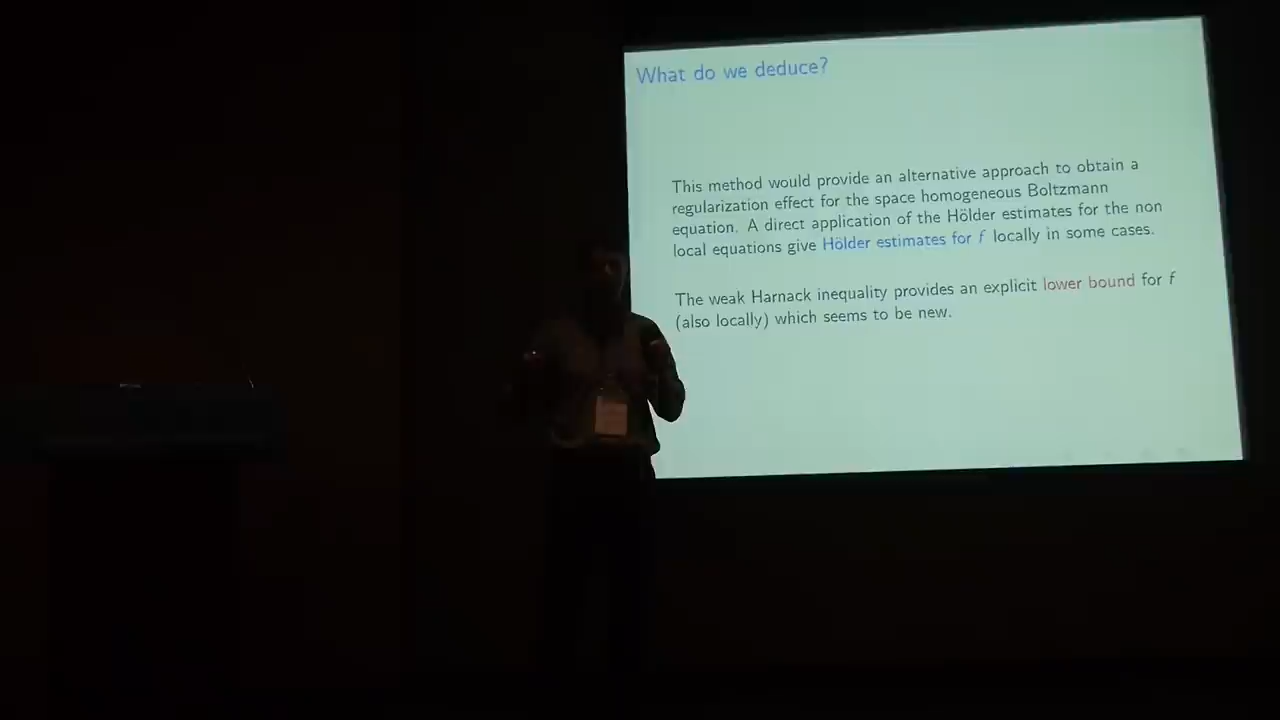 What do we deduce?
This method would provide an alternative approach to obtain a
regularization effect for the space homogeneous Boltzmann
equation. A direct application of the Hölder estimates for the non
local equations give Hölder estimates for f locally in some cases.
The weak Harnack inequality provides an explicit lower bound for f
(also locally) which seems to be new.